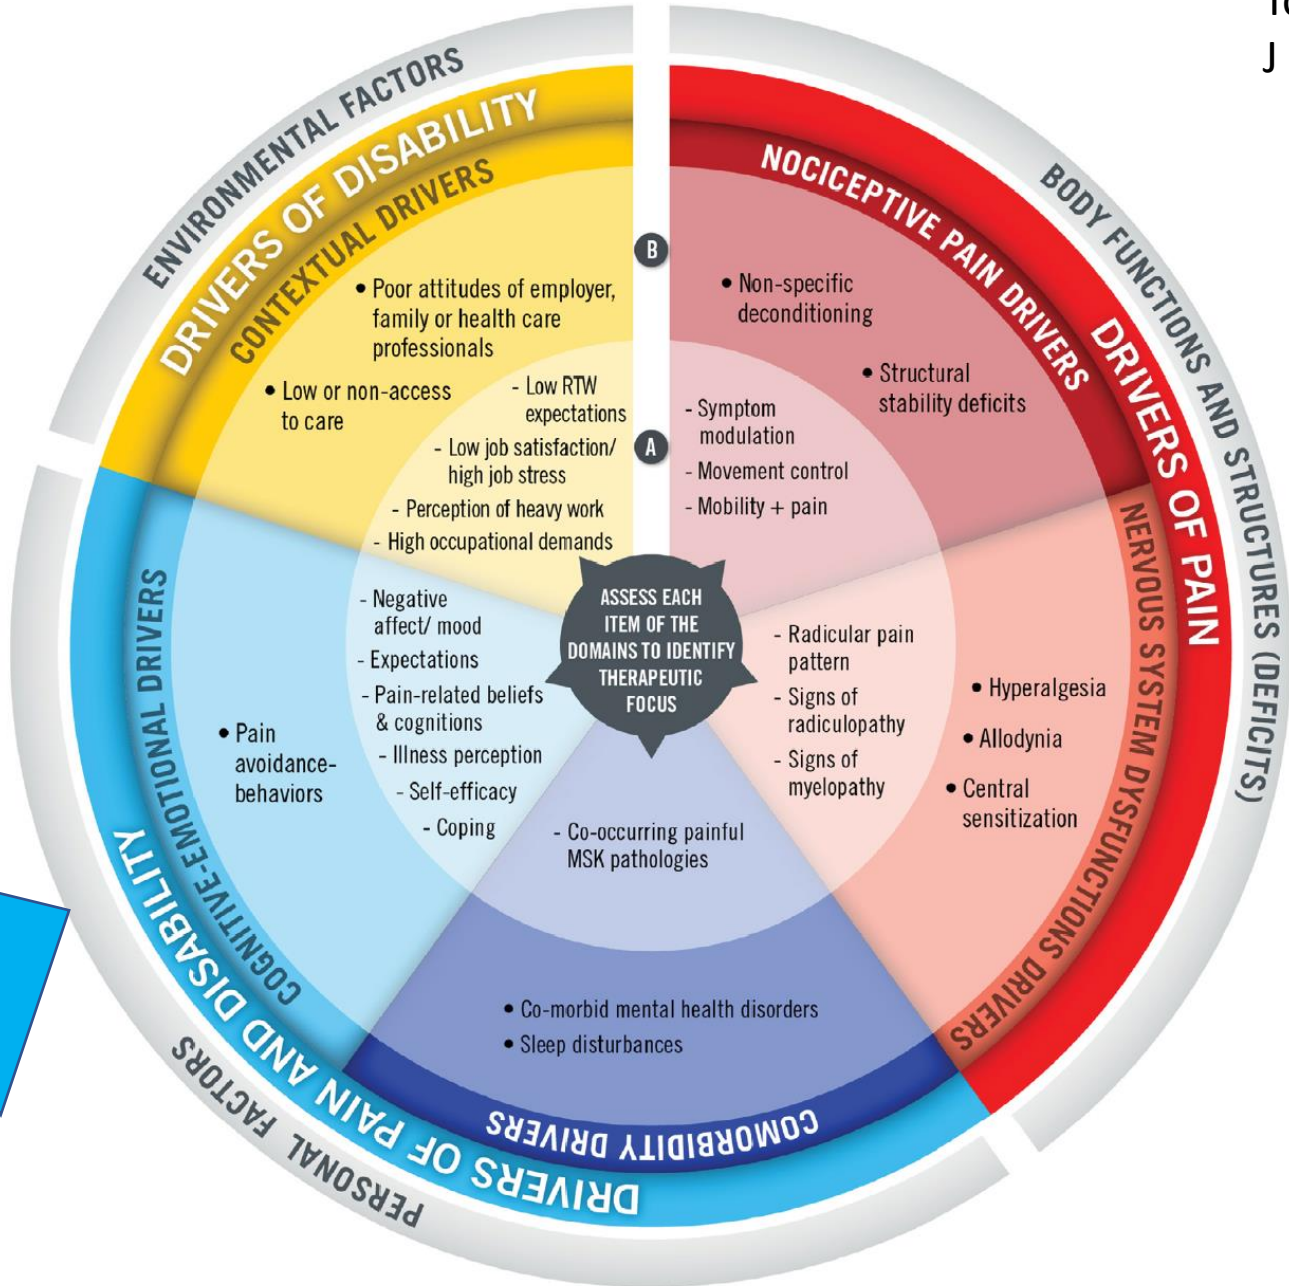 J
ENVIRONMENTAL FACTORS
DRIVERS OF DISABILITY
CONTEXTUAL DRIVERS
• Poor attitudes of employer,
family or health care
professionals
• Low or non-access
to care
- Low RTW
expectations
- Low job satisfaction/
high job stress
- Perception of heavy work
- High occupational demands
B
A
BODY FUNCTIONS AND STRUCTURES (DEFICITS)
DRIVERS OF PAIN
NOCICEPTIVE PAIN DRIVERS
• Non-specific
deconditioning
• Structural
stability deficits
- Symptom
modulation
- Movement control
- Mobility + pain
NERVOUS SYSTEM DYSFUNCTIONS DRIVERS
- Radicular pain
pattern
- Signs of
radiculopathy
- Signs of
myelopathy
• Hyperalgesia
• Allodynia
• Central
sensitization
ASSESS EACH
ITEM OF THE
DOMAINS TO IDENTIFY
THERAPEUTIC
FOCUS
PERSONAL FACTORS
DRIVERS OF PAIN AND DISABILITY
COGNITIVE-EMOTIONAL DRIVERS
- Negative
affect/ mood
- Expectations
- Pain-related beliefs
& cognitions
- Illness perception
- Self-efficacy
- Coping
• Pain
avoidance-
behaviors
COMORBIDITY DRIVERS
- Co-occurring painful
MSK pathologies
• Co-morbid mental health disorders
• Sleep disturbances